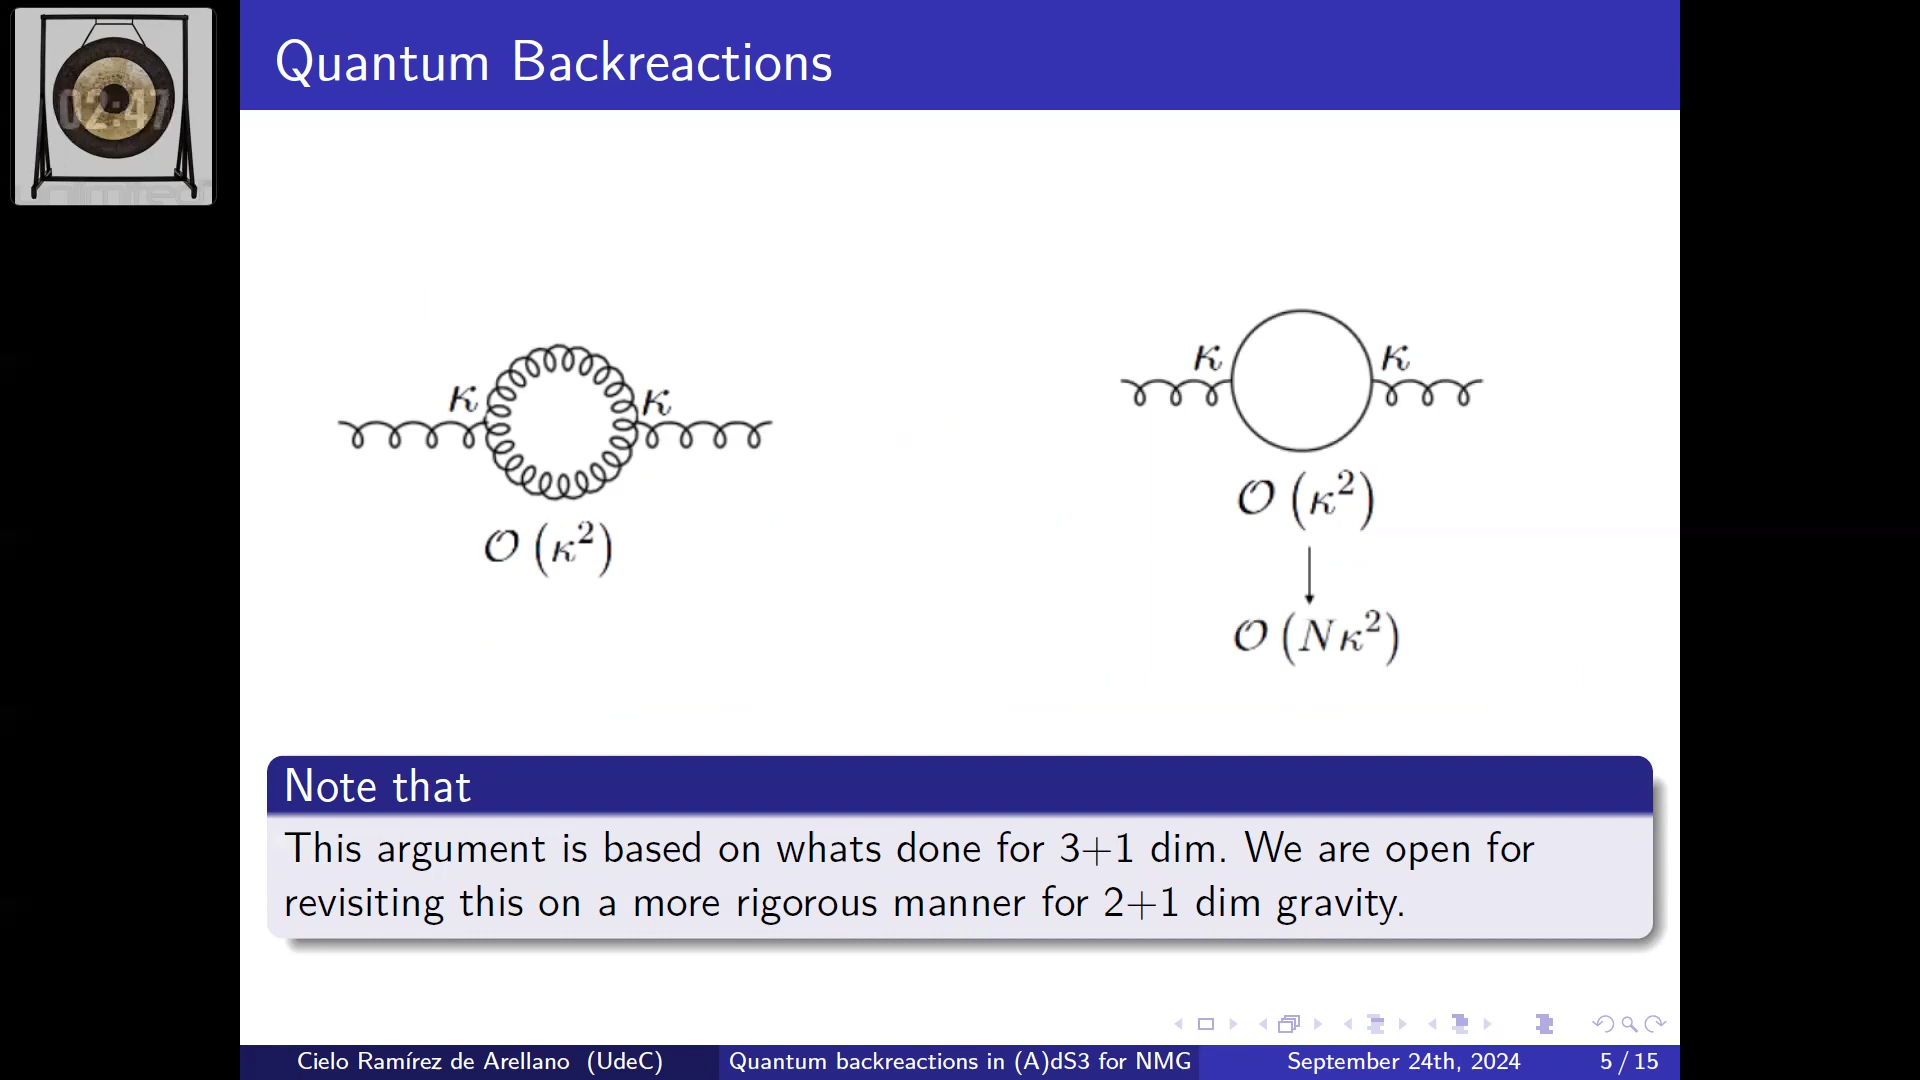 02:47
Quantum Backreactions
κ
κ
O (κ²)
κ
κ
O (κ²)
O (Nκ²)
Note that
This argument is based on whats done for 3+1 dim. We are open for
revisiting this on a more rigorous manner for 2+1 dim gravity.
Cielo Ramírez de Arellano (UdeC)
Quantum backreactions in (A)dS3 for NMG
September 24th, 2024
5 / 15